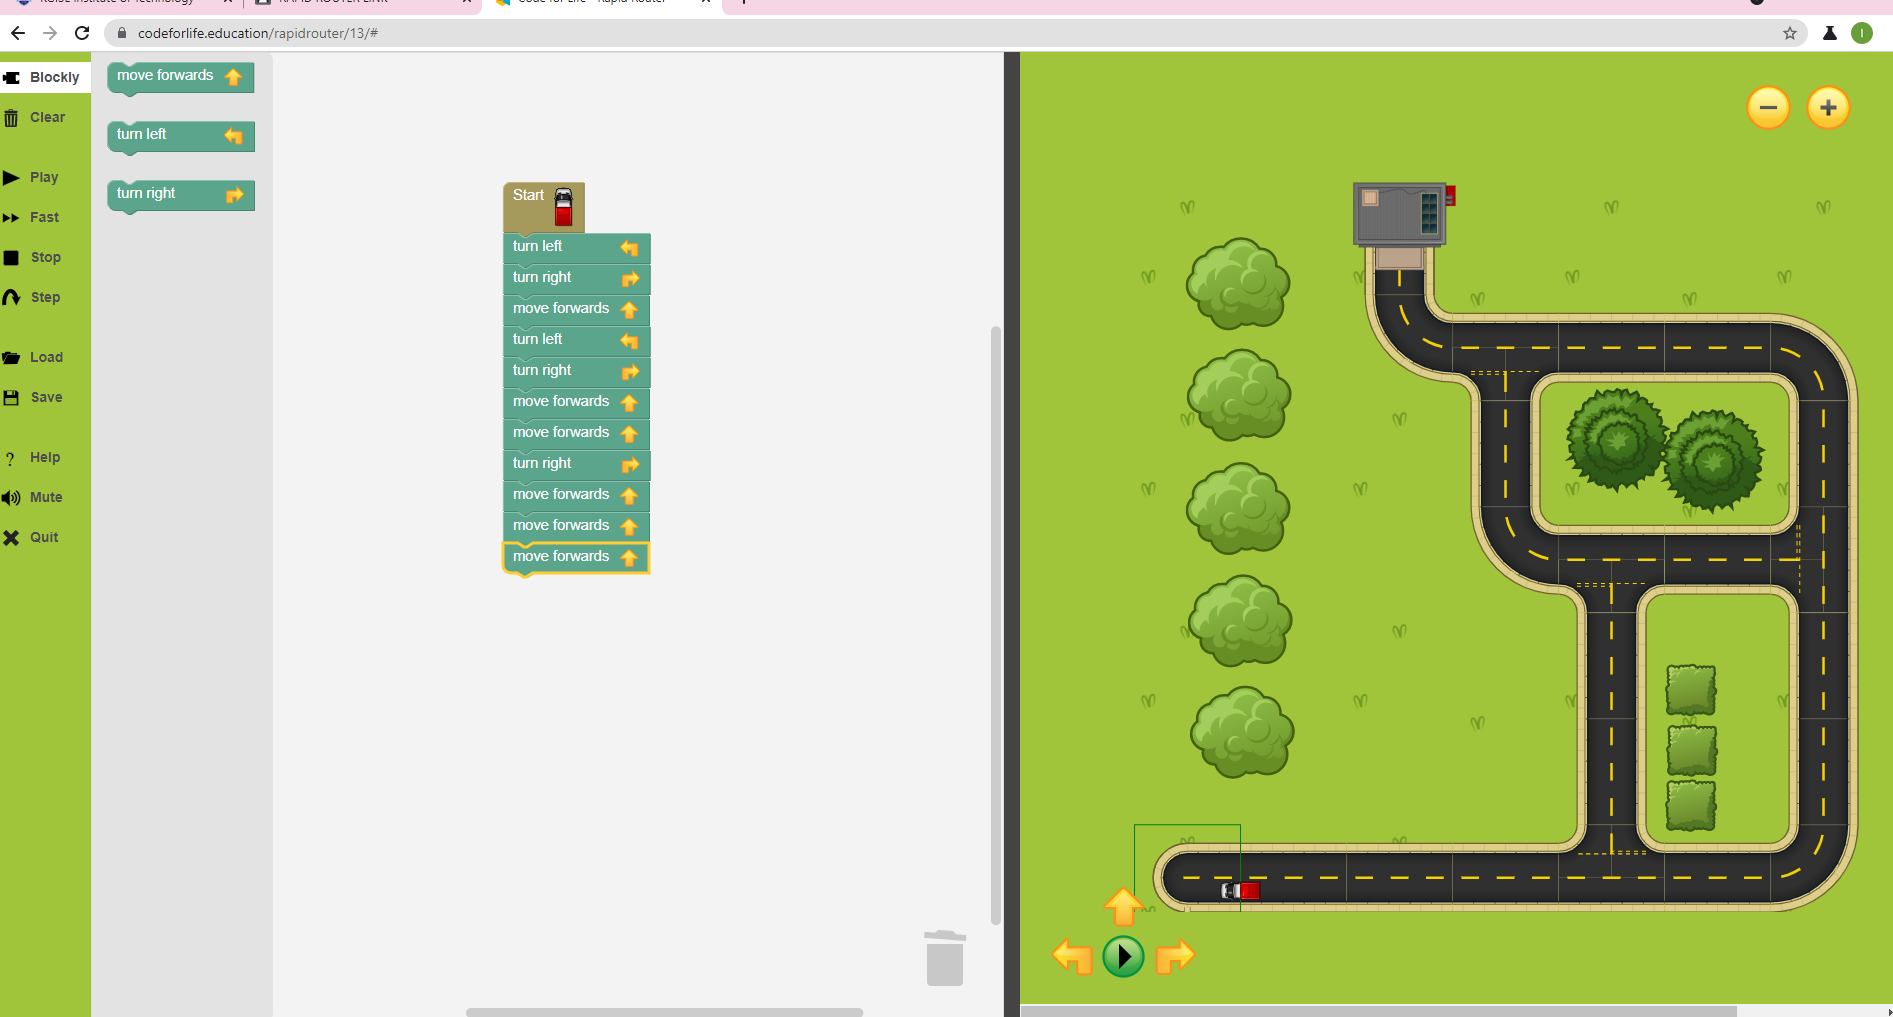 codeforlife.education/rapidrouter/13/#
Blockly
Clear
Play
Fast
Stop
Step
Load
Save
Help
Mute
Quit
move forwards
turn left
turn right
Start
turn left
turn right
move forwards
turn left
turn right
move forwards
move forwards
turn right
move forwards
move forwards
move forwards